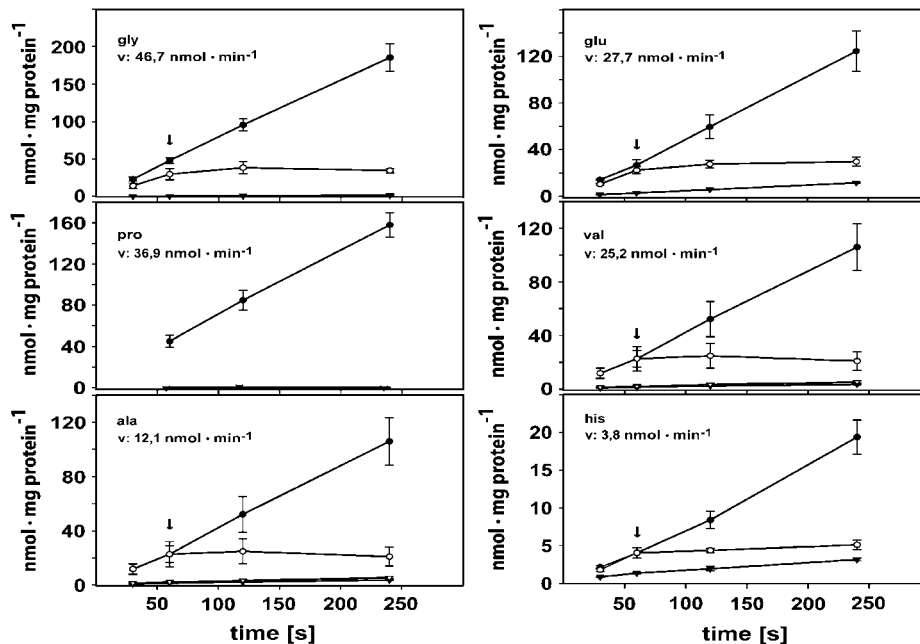 nmol · mg protein⁻¹
200
150
100
50
0
gly
v: 46,7 nmol · min⁻¹
nmol · mg protein⁻¹
120
80
40
0
glu
v: 27,7 nmol · min⁻¹
nmol · mg protein⁻¹
160
120
80
40
0
pro
v: 36,9 nmol · min⁻¹
nmol · mg protein⁻¹
120
80
40
0
val
v: 25,2 nmol · min⁻¹
nmol · mg protein⁻¹
120
80
40
0
ala
v: 12,1 nmol · min⁻¹
50 100 150 200 250
time [s]
nmol · mg protein⁻¹
20
15
10
5
0
his
v: 3,8 nmol · min⁻¹
50 100 150 200 250
time [s]